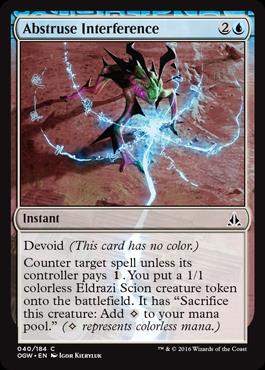 Abstruse Interference 2
Instant
Devoid (This card has no color.)
Counter target spell unless its
controller pays 1. You put a 1/1
colorless Eldrazi Scion creature token
onto the battlefield. It has “Sacrifice
this creature: Add ◇ to your mana
pool.” (◇ represents colorless mana.)
040/184 C
OGW • EN Igor Kieryluk
™ & © 2016 Wizards of the Coast